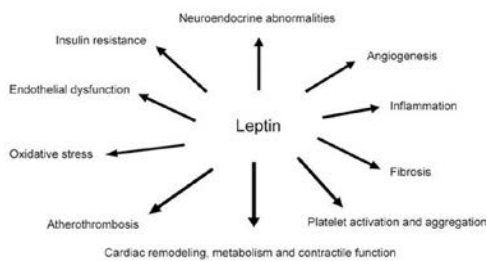 Neuroendocrine abnormalities
Insulin resistance
Angiogenesis
Endothelial dysfunction
Inflammation
Leptin
Oxidative stress
Fibrosis
Atherothrombosis
Platelet activation and aggregation
Cardiac remodeling, metabolism and contractile function